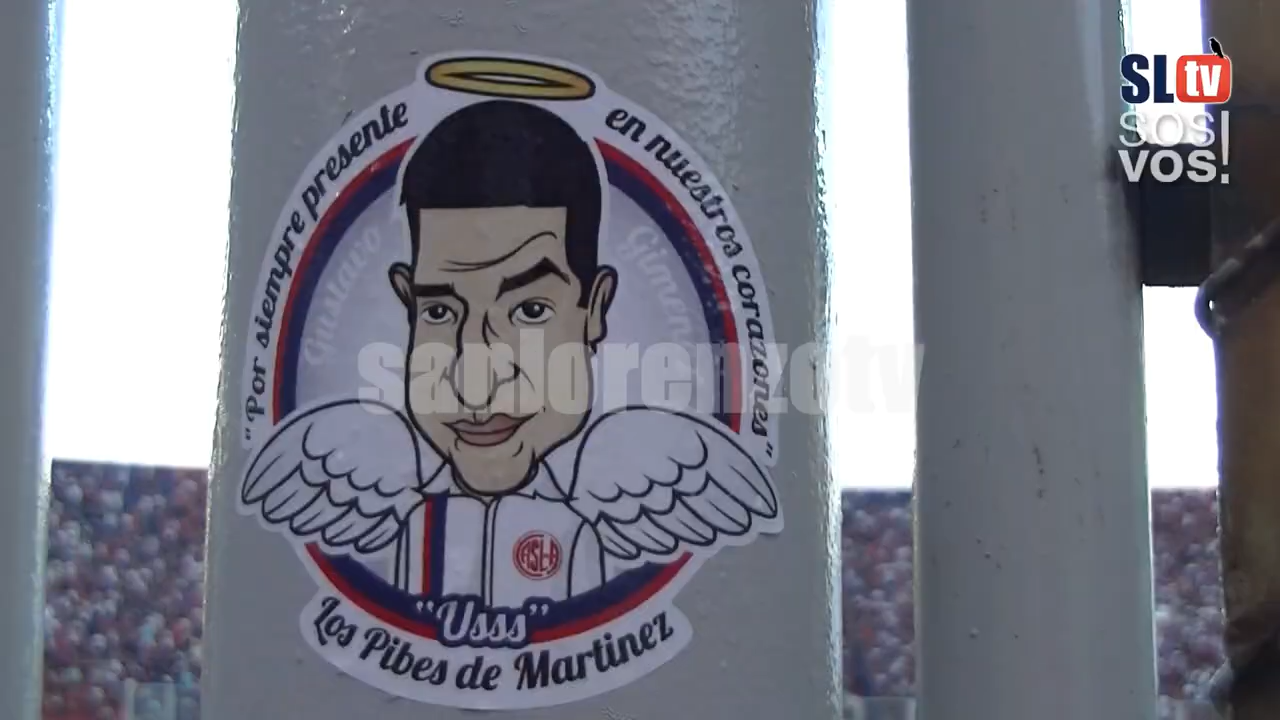 "Por siempre presente
en nuestros corazones"
Gustavo
Gimenez
CASLA
"Usss"
Los Pibes de Martinez
sanlorenzotv
SLtv
SOS
VOS!